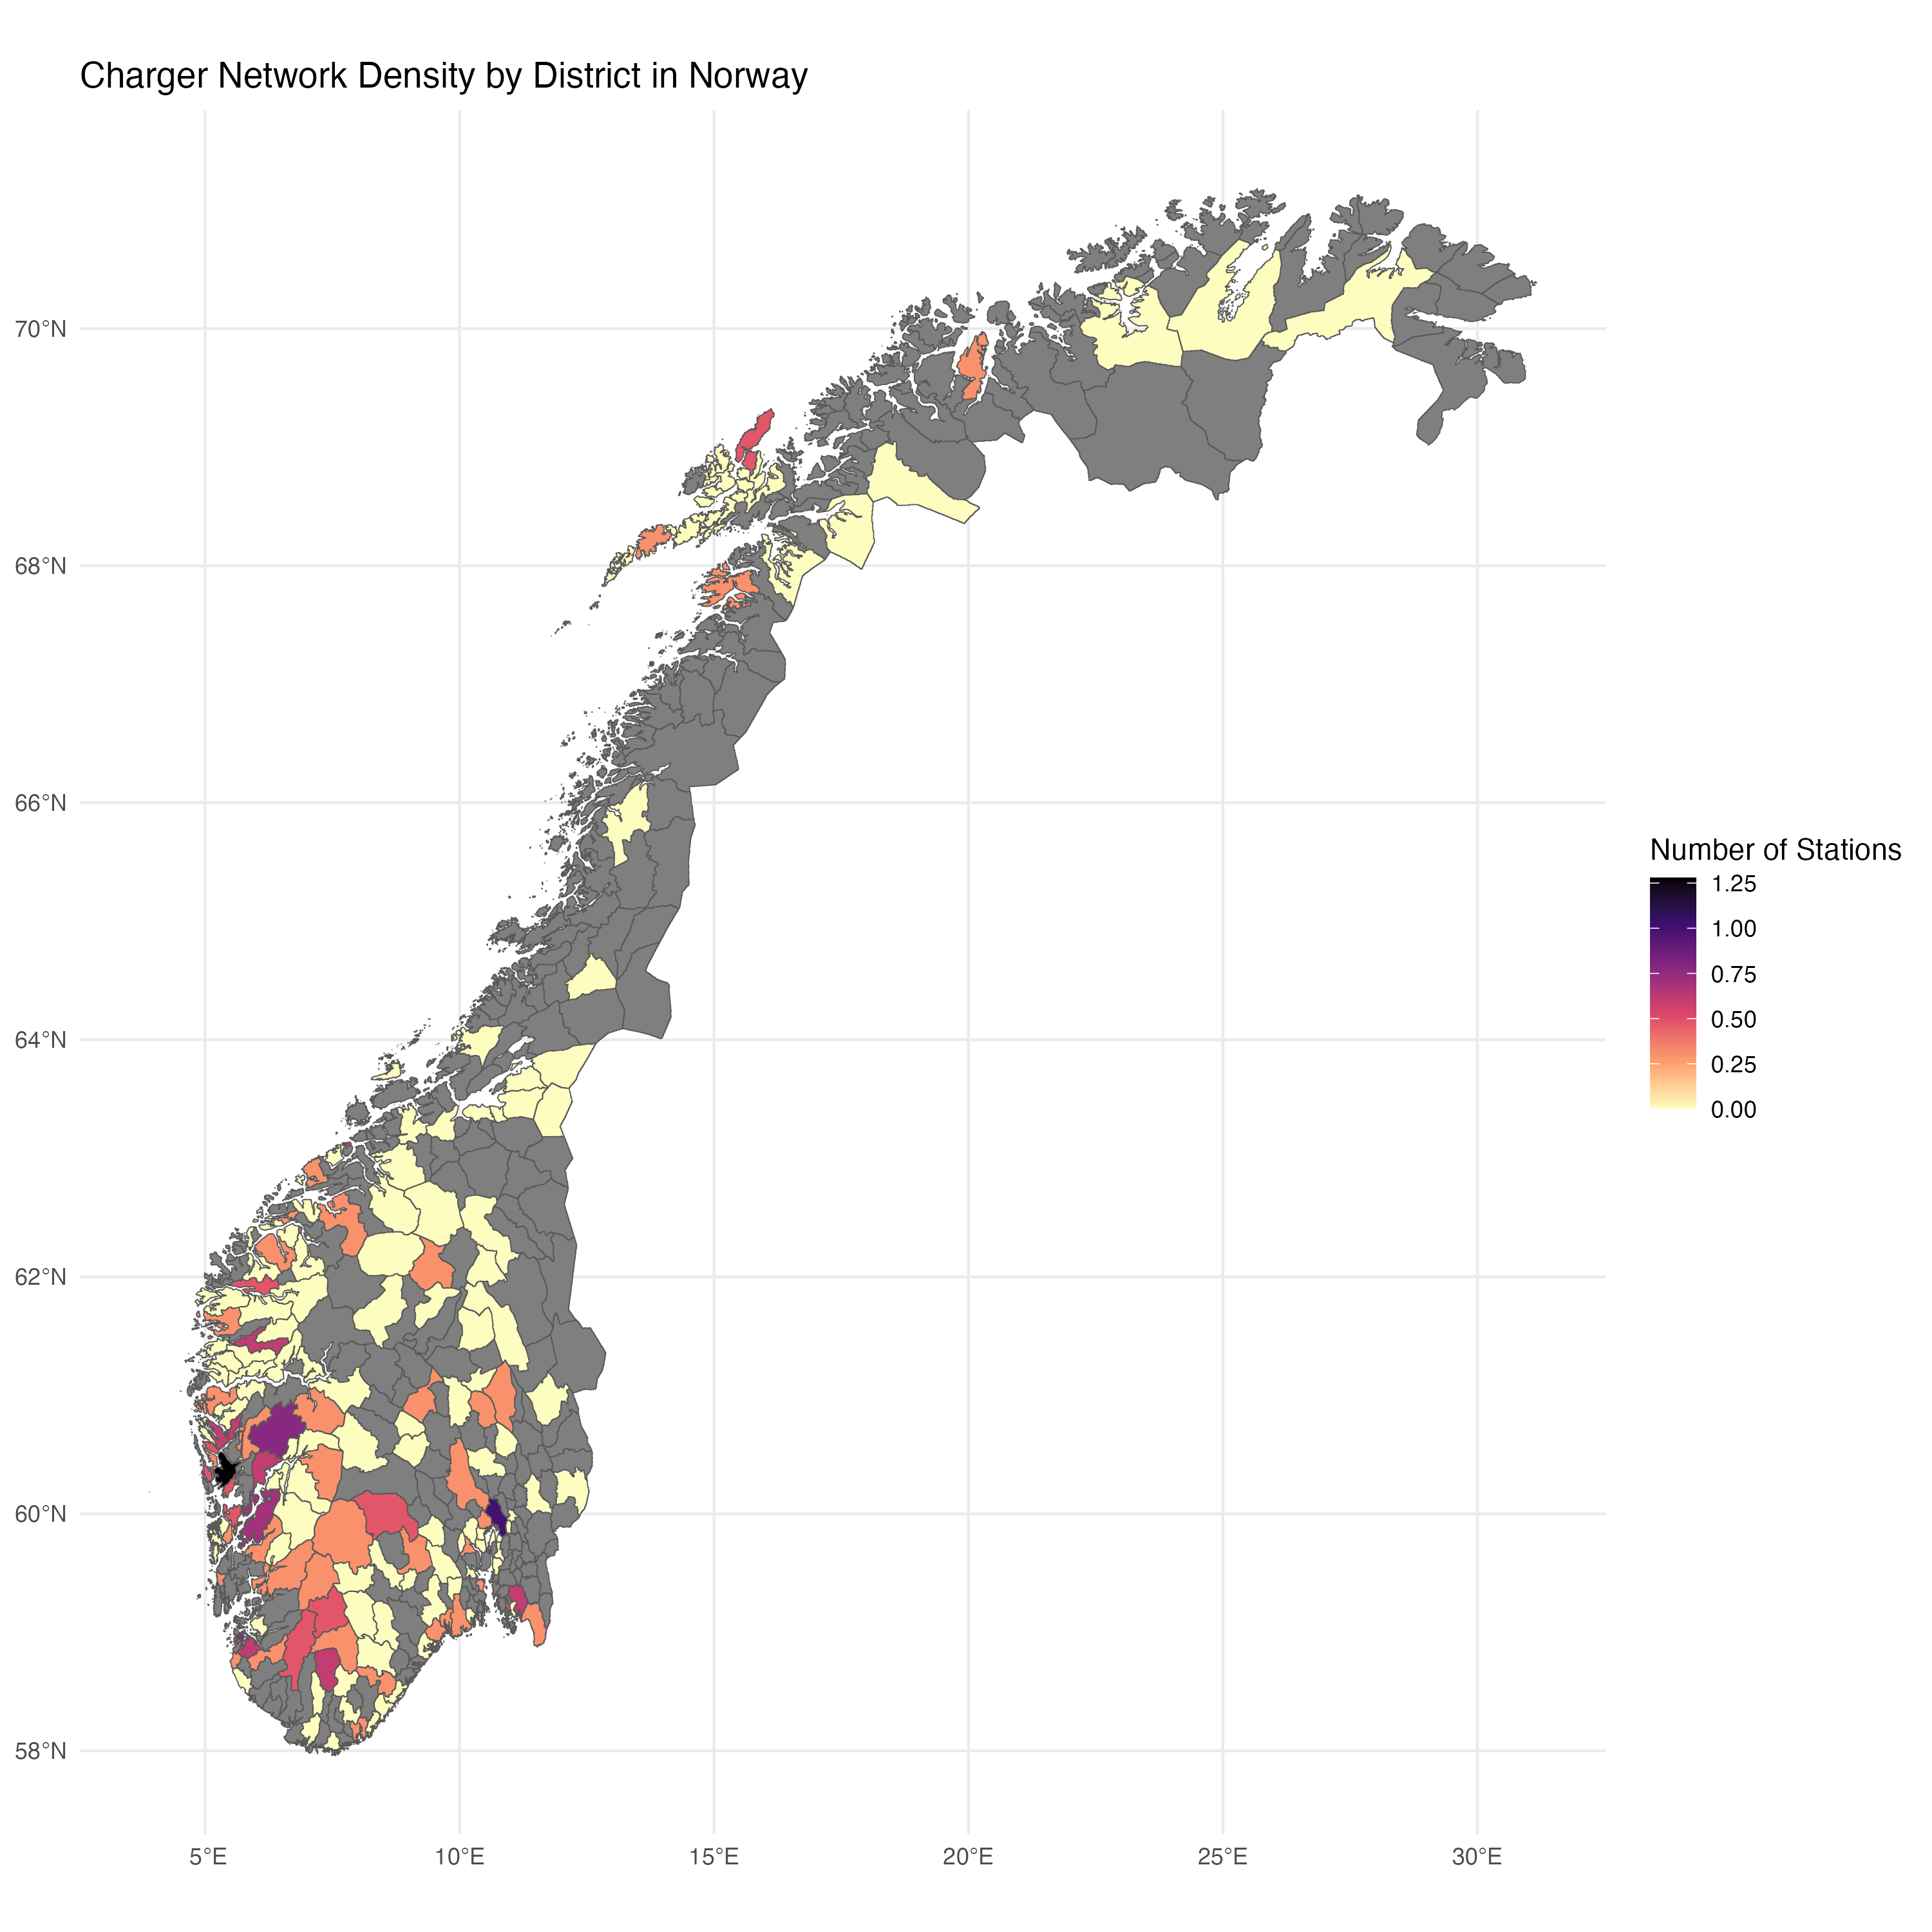 Charger Network Density by District in Norway
70°N
68°N
66°N
64°N
62°N
60°N
58°N
5°E
10°E
15°E
20°E
25°E
30°E
Number of Stations
1.25
1.00
0.75
0.50
0.25
0.00